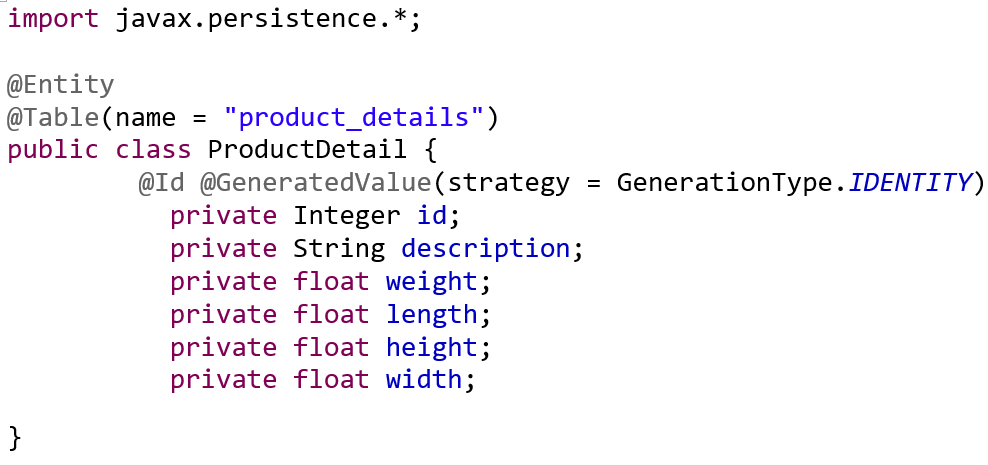 import javax.persistence.*;
@Entity
@Table(name = "product_details")
public class ProductDetail {
@Id @GeneratedValue(strategy = GenerationType.IDENTITY)
private Integer id;
private String description;
private float weight;
private float length;
private float height;
private float width;
}